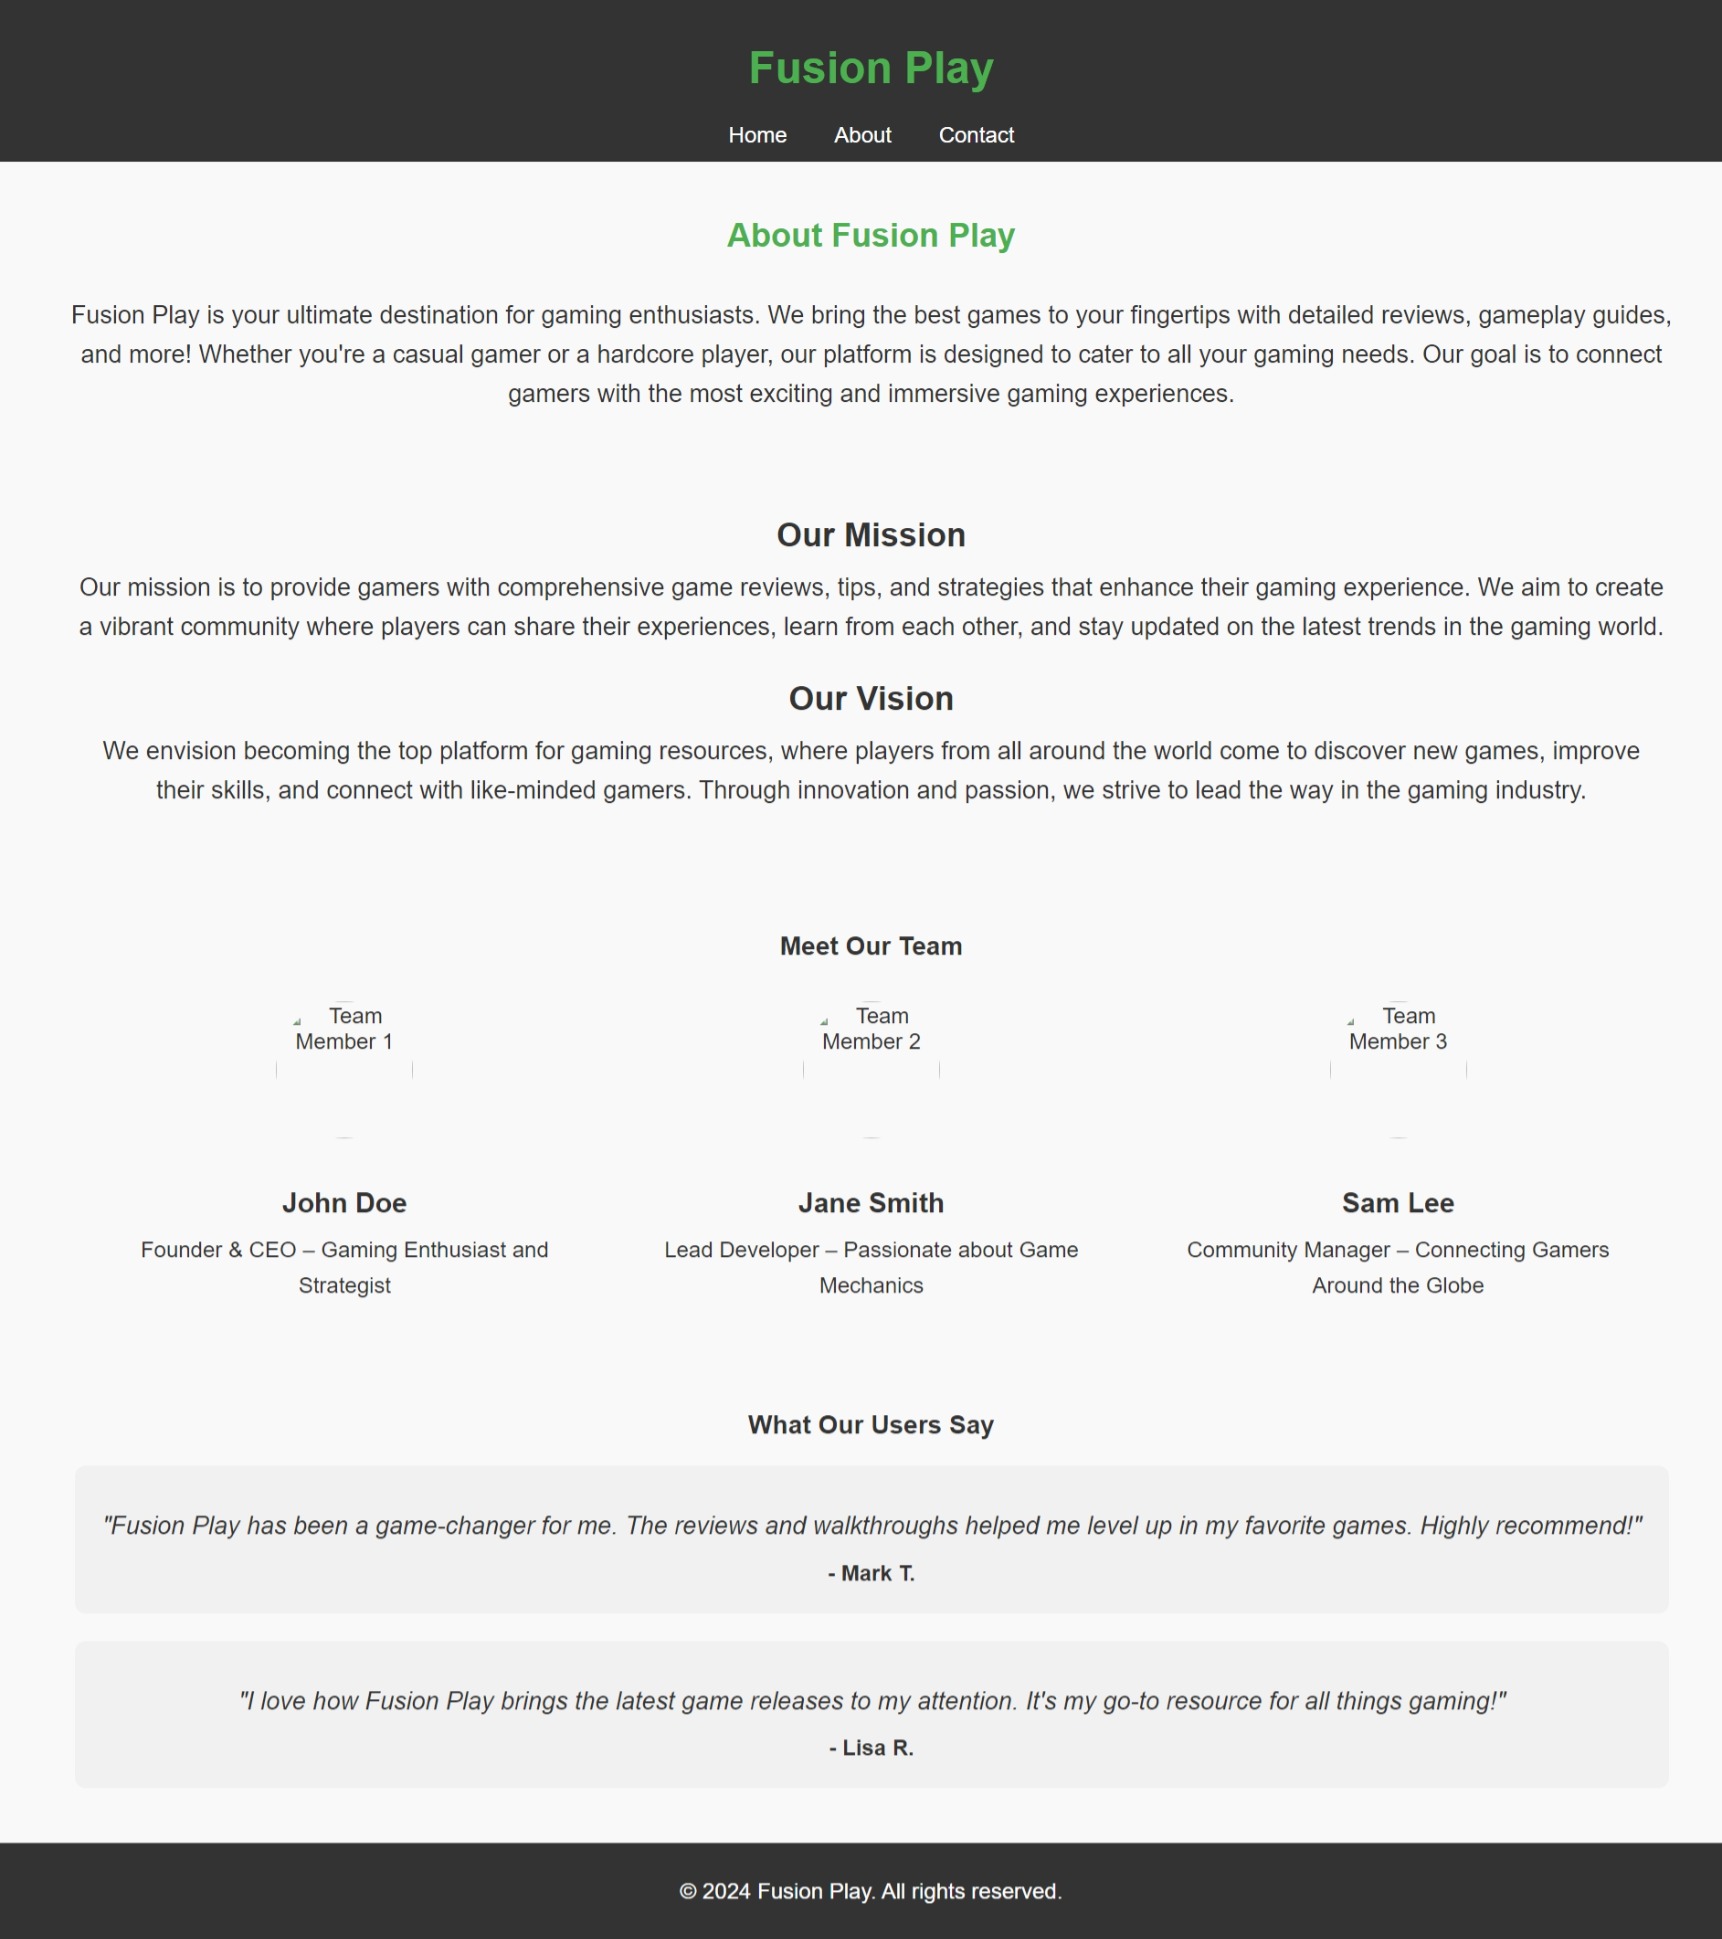 Fusion Play
Home About Contact
About Fusion Play
Fusion Play is your ultimate destination for gaming enthusiasts. We bring the best games to your fingertips with detailed reviews, gameplay guides,
and more! Whether you're a casual gamer or a hardcore player, our platform is designed to cater to all your gaming needs. Our goal is to connect
gamers with the most exciting and immersive gaming experiences.
Our Mission
Our mission is to provide gamers with comprehensive game reviews, tips, and strategies that enhance their gaming experience. We aim to create
a vibrant community where players can share their experiences, learn from each other, and stay updated on the latest trends in the gaming world.
Our Vision
We envision becoming the top platform for gaming resources, where players from all around the world come to discover new games, improve
their skills, and connect with like-minded gamers. Through innovation and passion, we strive to lead the way in the gaming industry.
Meet Our Team
Team
Member 1
John Doe
Founder & CEO – Gaming Enthusiast and
Strategist
Team
Member 2
Jane Smith
Lead Developer – Passionate about Game
Mechanics
Team
Member 3
Sam Lee
Community Manager – Connecting Gamers
Around the Globe
What Our Users Say
"Fusion Play has been a game-changer for me. The reviews and walkthroughs helped me level up in my favorite games. Highly recommend!"
- Mark T.
"I love how Fusion Play brings the latest game releases to my attention. It's my go-to resource for all things gaming!"
- Lisa R.
© 2024 Fusion Play. All rights reserved.